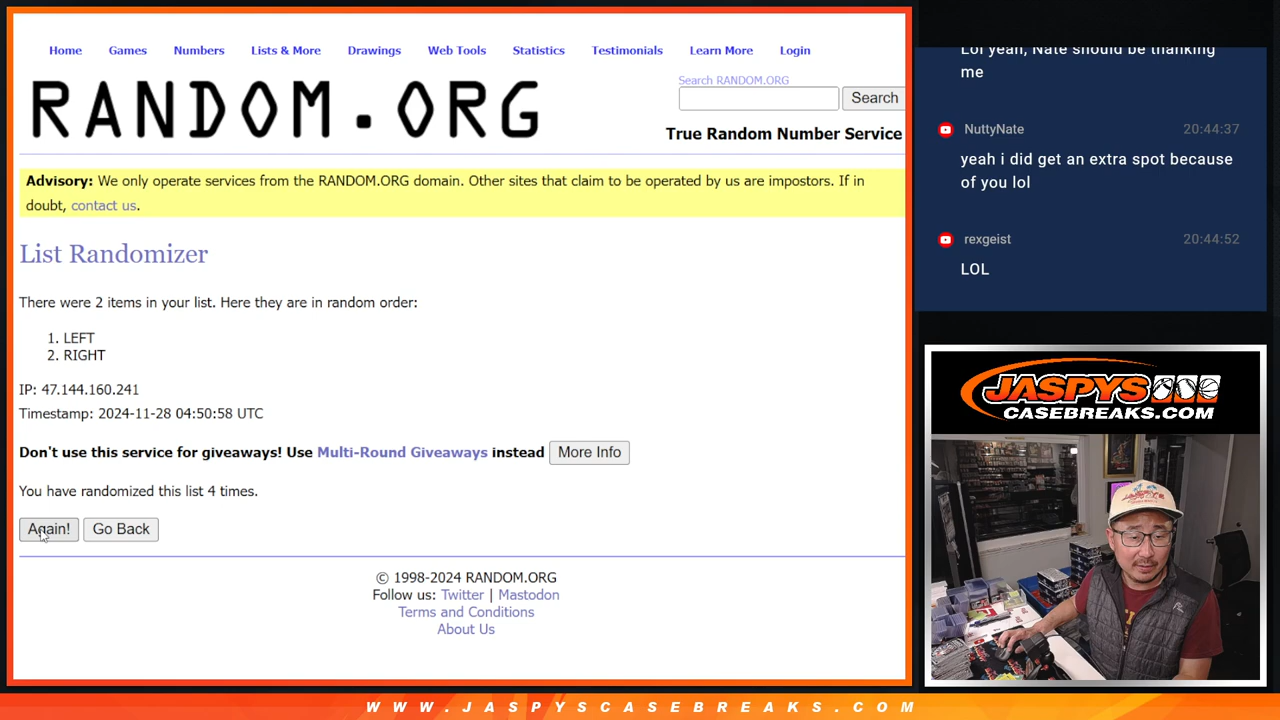 Home Games Numbers Lists & More Drawings Web Tools Statistics Testimonials Learn More Login
RANDOM.ORG
Search RANDOM.ORG
Search
True Random Number Service
Advisory: We only operate services from the RANDOM.ORG domain. Other sites that claim to be operated by us are impostors. If in
doubt, contact us.
List Randomizer
There were 2 items in your list. Here they are in random order:
1. LEFT
2. RIGHT
IP: 47.144.160.241
Timestamp: 2024-11-28 04:50:58 UTC
Don't use this service for giveaways! Use Multi-Round Giveaways instead More Info
You have randomized this list 4 times.
Again! Go Back
© 1998-2024 RANDOM.ORG
Follow us: Twitter | Mastodon
Terms and Conditions
About Us
Lol yeah, Nate should be thanking
me
NuttyNate 20:44:37
yeah i did get an extra spot because
of you lol
rexgeist 20:44:52
LOL
JASPYS
CASEBREAKS.COM
WWW.JASPYSCASEBREAKS.COM